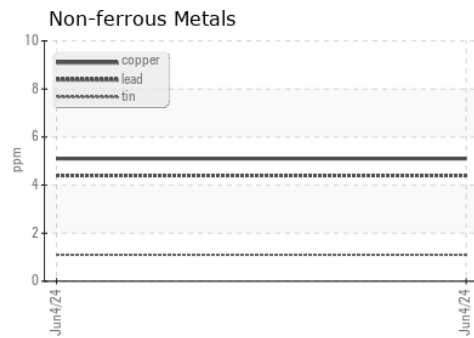 Non-ferrous Metals
10
8
6
4
2
0
ppm
copper
lead
tin
Jun4/24
Jun4/24